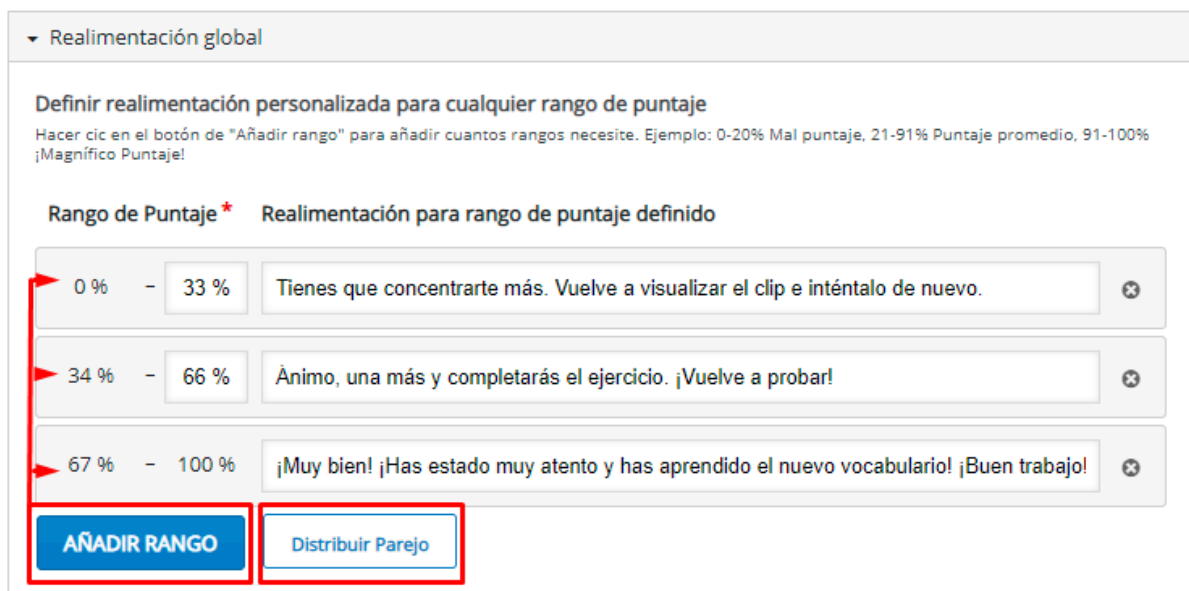 Realimentación global
Definir realimentación personalizada para cualquier rango de puntaje
Hacer cic en el botón de "Añadir rango" para añadir cuantos rangos necesite. Ejemplo: 0-20% Mal puntaje, 21-91% Puntaje promedio, 91-100%
¡Magnífico Puntaje!
Rango de Puntaje * Realimentación para rango de puntaje definido
0 % – 33 % Tienes que concentrarte más. Vuelve a visualizar el clip e inténtalo de nuevo.
34 % – 66 % Ánimo, una más y completarás el ejercicio. ¡Vuelve a probar!
67 % – 100 % ¡Muy bien! ¡Has estado muy atento y has aprendido el nuevo vocabulario! ¡Buen trabajo!
AÑADIR RANGO Distribuir Parejo